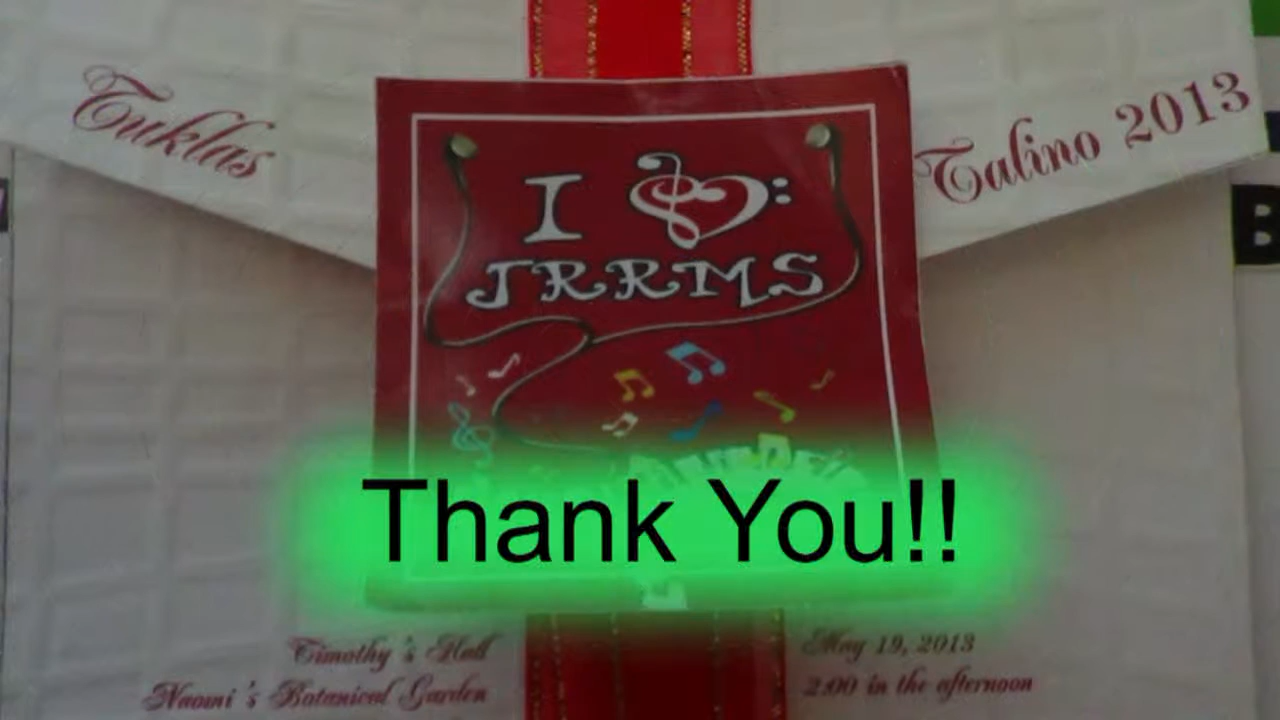 Tuklas
Talino 2013
I
JRRMS
Thank You!!
Timothy's Hall
Naomi's Botanical Garden
May 19, 2013
2:00 in the afternoon
B